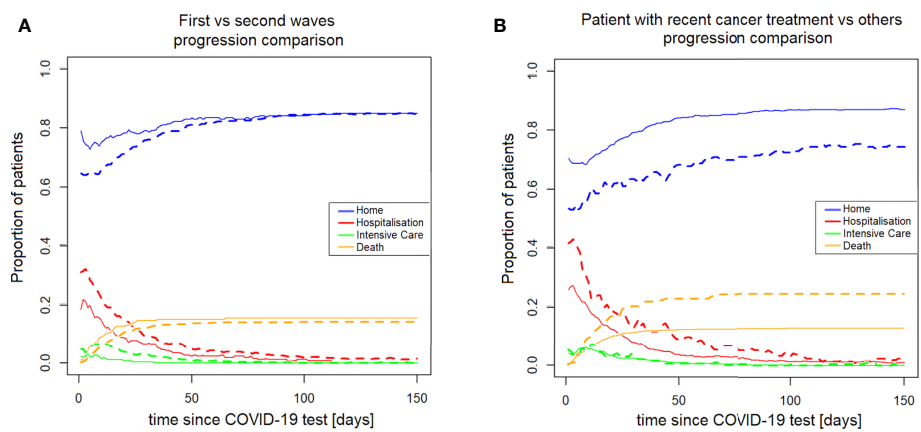 A
First vs second waves
progression comparison
Proportion of patients
1.0
0.8
0.6
0.4
0.2
0.0
Home
Hospitalisation
Intensive Care
Death
0 50 100 150
time since COVID-19 test [days]
B
Patient with recent cancer treatment vs others
progression comparison
Proportion of patients
1.0
0.8
0.6
0.4
0.2
0.0
Home
Hospitalisation
Intensive Care
Death
0 50 100 150
time since COVID-19 test [days]